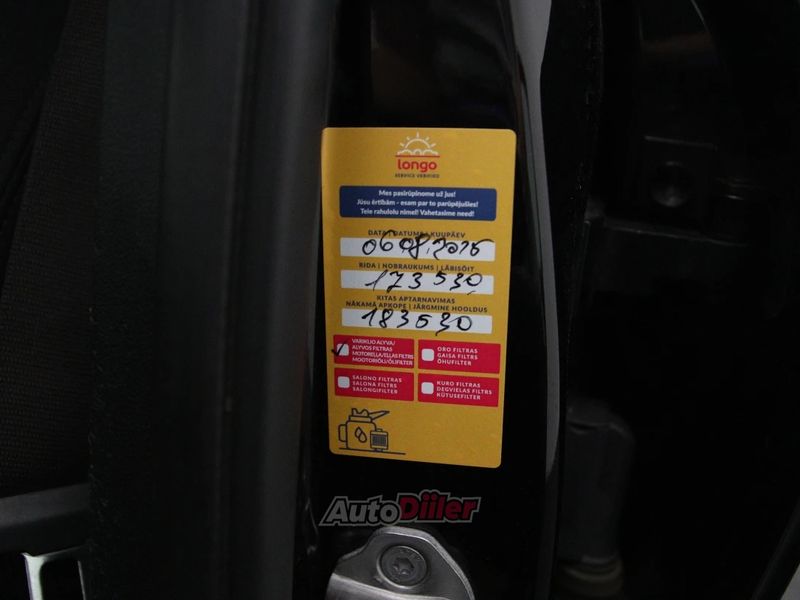 longo
SERVICE VERIFIED
Mes pasirūpinome už jus!
Jūsu ērtībām - esam par to parūpējušies!
Teie rahulolu nimel! Vahetasime need!
DATA | DATUMS | KUUPÄEV
06.08.2025
RIDA | NOBRAUKUMS | LÄBISÕIT
173530
KITAS APTARNAVIMAS
NĀKAMĀ APKOPE | JÄRGMINE HOOLDUS
183530
VARIKLIO ALYVA/
ALYVOS FILTRAS
MOTOREĻĻA/EĻĻAS FILTRS
MOOTORIÕLI/ÕLIFILTER
ORO FILTRAS
GAISA FILTRS
ÕHUFILTER
SALONO FILTRAS
SALONA FILTRS
SALONGIFILTER
KURO FILTRAS
DEGVIELAS FILTRS
KÜTUSEFILTER
AutoDiiler